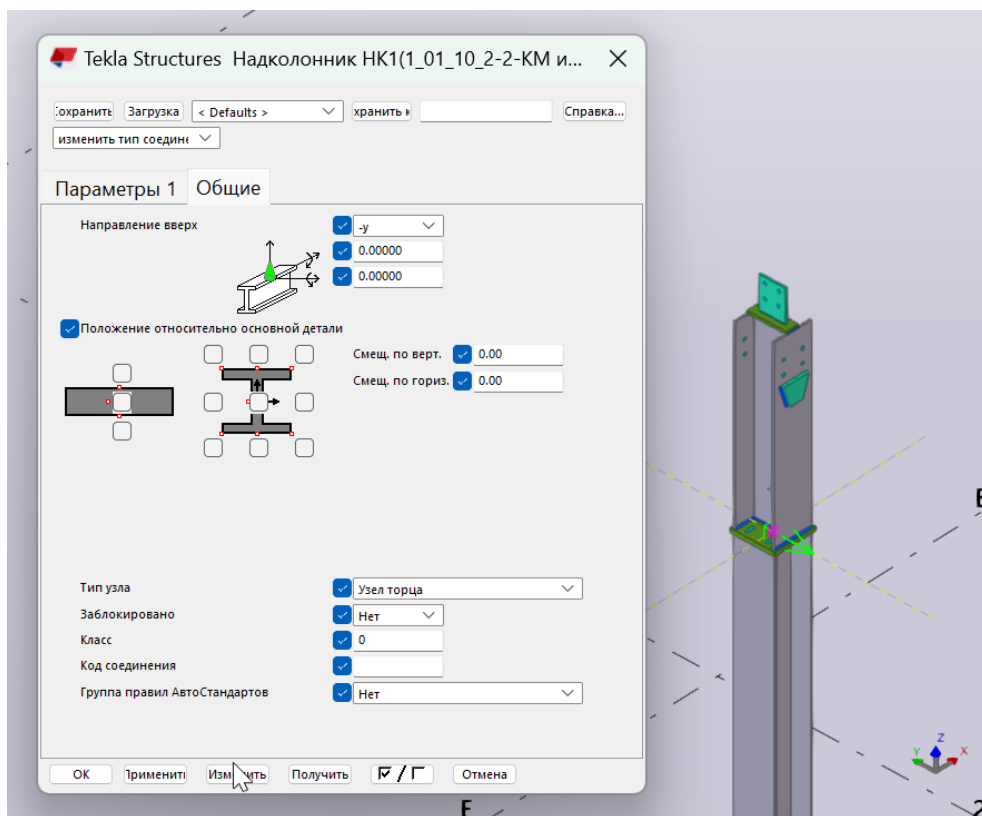 Tekla Structures Надколонник НК1(1_01_10_2-2-КМ и...
Сохранить Загрузка < Defaults > хранить к Справка...
изменить тип соедине
Параметры 1 Общие
Направление вверх -y
0.00000
0.00000
Положение относительно основной детали
Смещ. по верт. 0.00
Смещ. по гориз. 0.00
Тип узла Узел торца
Заблокировано Нет
Класс 0
Код соединения
Группа правил АвтоСтандартов Нет
ОК Применить Изменить Получить / Отмена
Z
Y X
E
2